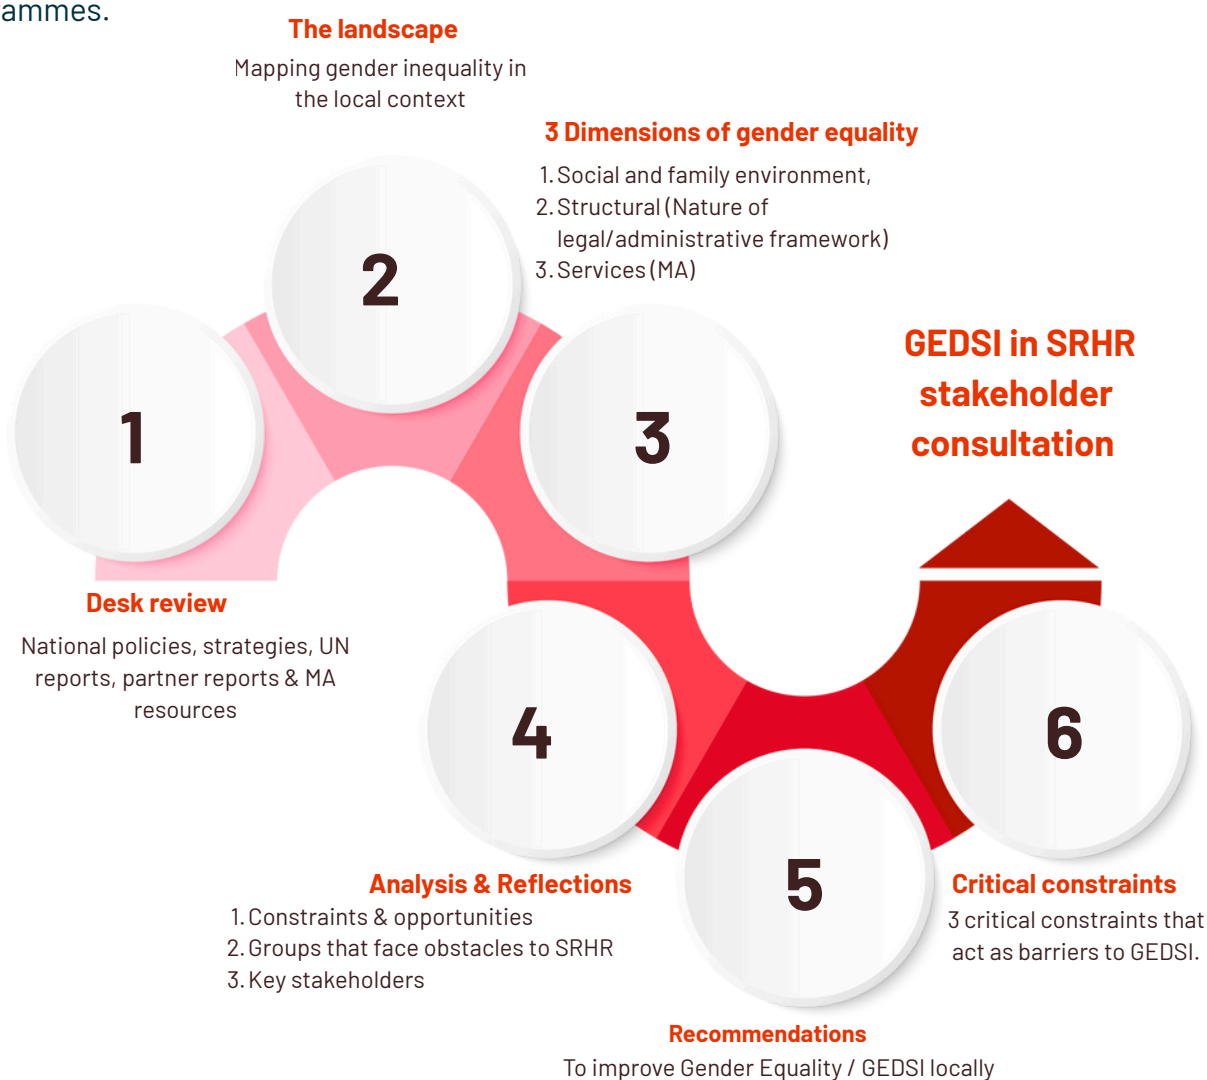 ammes.
The landscape
Mapping gender inequality in
the local context
3 Dimensions of gender equality
1. Social and family environment,
2. Structural (Nature of
legal/administrative framework)
3. Services (MA)
2
1
3
GEDSI in SRHR
stakeholder
consultation
Desk review
National policies, strategies, UN
reports, partner reports & MA
resources
4
6
5
Analysis & Reflections
1. Constraints & opportunities
2. Groups that face obstacles to SRHR
3. Key stakeholders
Critical constraints
3 critical constraints that
act as barriers to GEDSI.
Recommendations
To improve Gender Equality / GEDSI locally